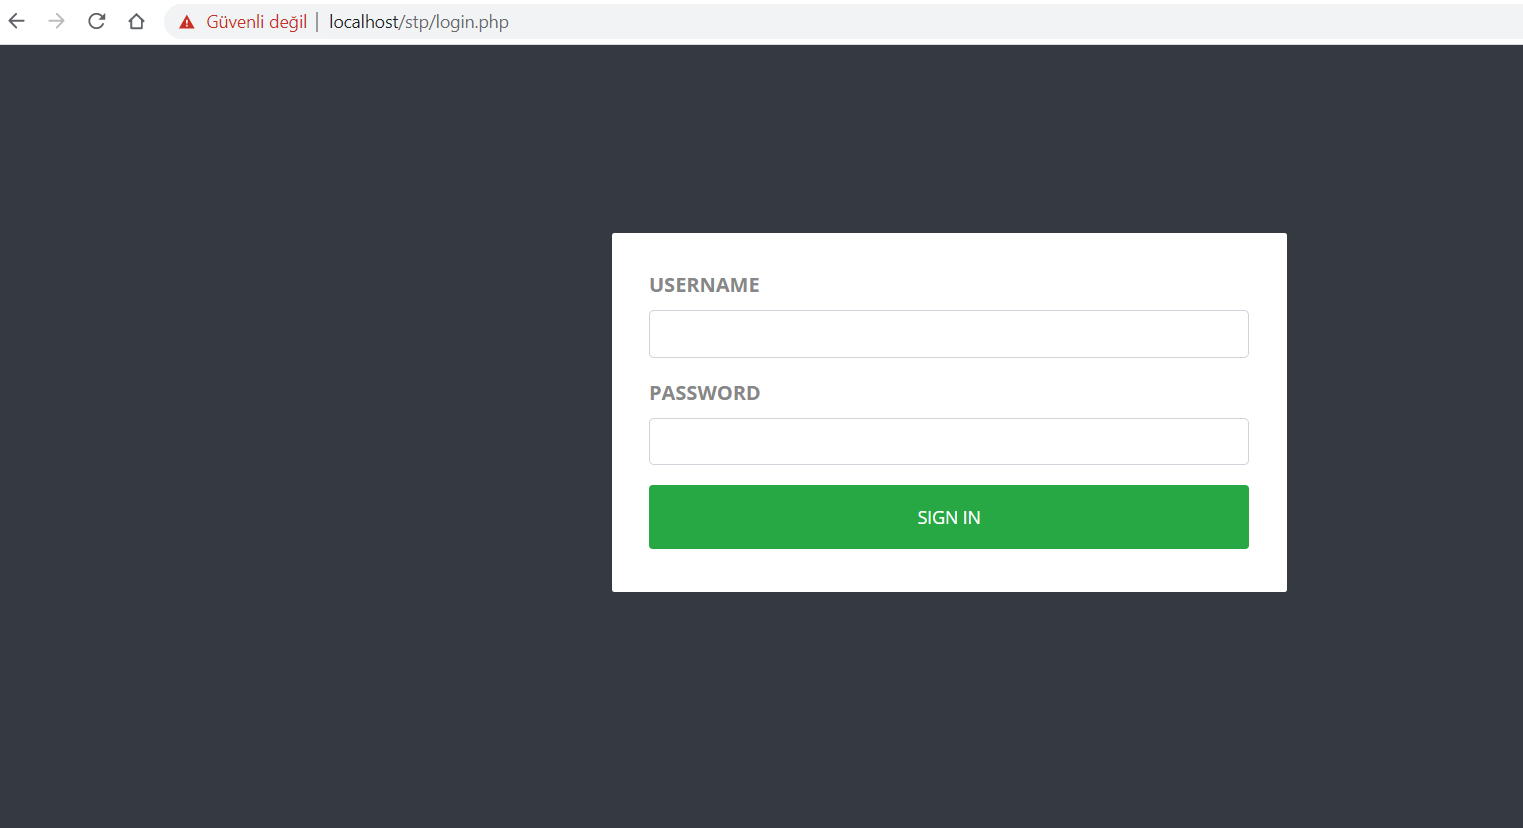 Güvenli değil | localhost/stp/login.php
USERNAME
PASSWORD
SIGN IN